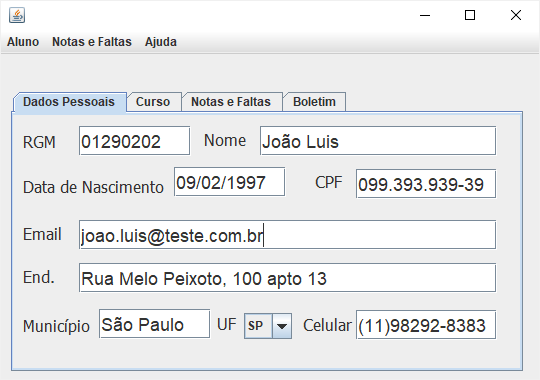 Aluno Notas e Faltas Ajuda
Dados Pessoais Curso Notas e Faltas Boletim
RGM 01290202 Nome João Luis
Data de Nascimento 09/02/1997 CPF 099.393.939-39
Email joao.luis@teste.com.br
End. Rua Melo Peixoto, 100 apto 13
Município São Paulo UF SP Celular (11)98292-8383